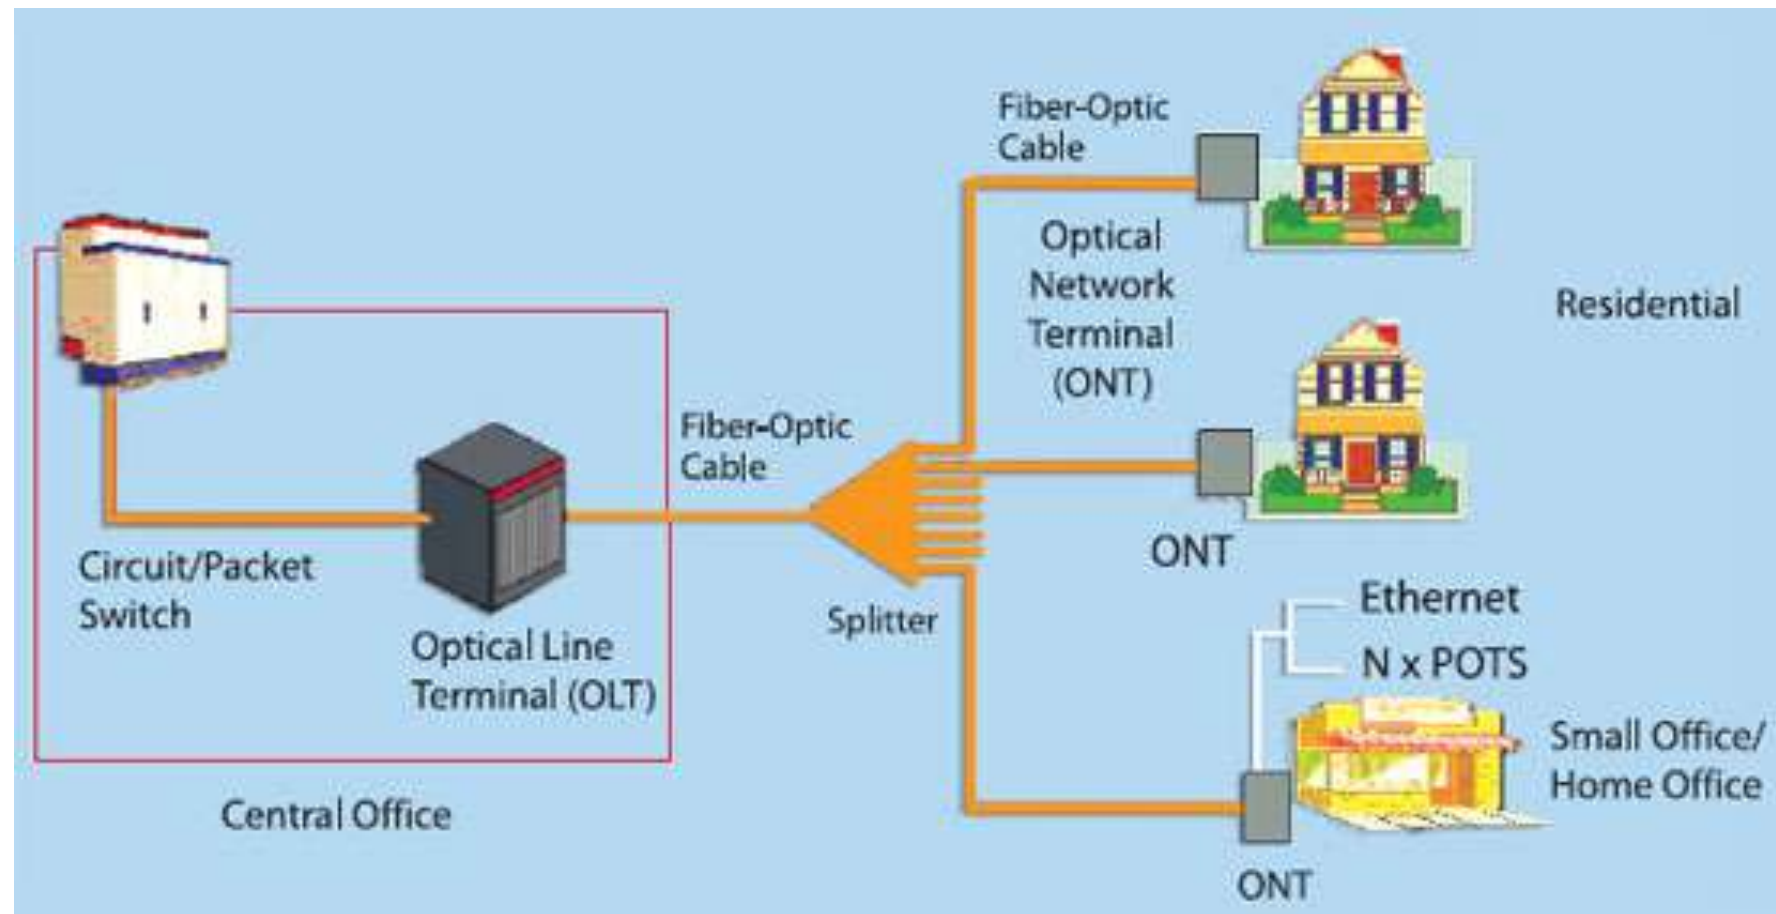 Fiber-Optic
Cable
Optical
Network
Terminal
(ONT)
Residential
Fiber-Optic
Cable
ONT
Circuit/Packet
Switch
Optical Line
Terminal (OLT)
Splitter
Ethernet
N x POTS
Small Office/
Home Office
Central Office
ONT